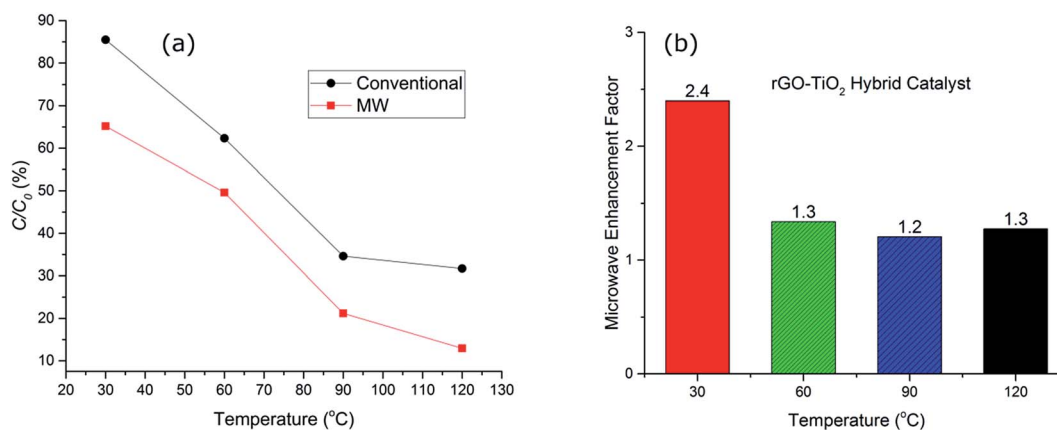 (a)
Conventional
MW
C/C₀ (%)
90
80
70
60
50
40
30
20
10
20 30 40 50 60 70 80 90 100 110 120 130
Temperature (°C)
(b)
rGO-TiO₂ Hybrid Catalyst
Microwave Enhancement Factor
3
2
1
0
2.4
1.3
1.2
1.3
30 60 90 120
Temperature (°C)